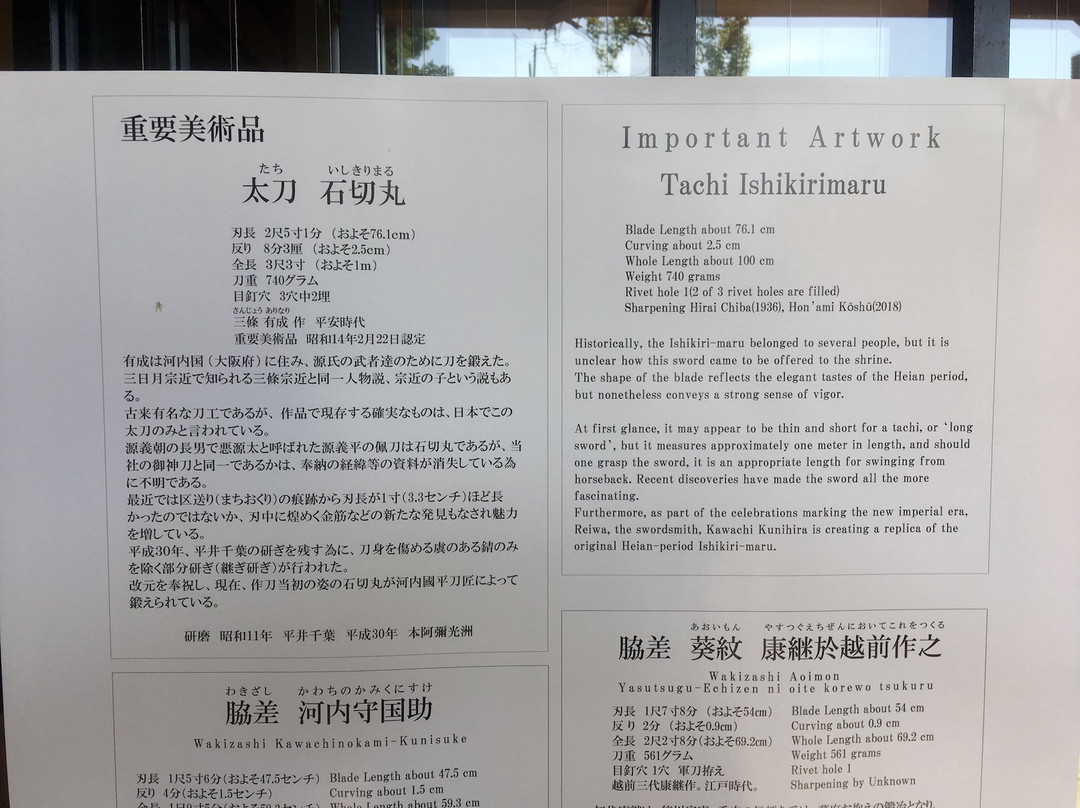 重要美術品
たち いしきりまる
太刀 石切丸
刃長 2尺5寸1分 （およそ76.1cm）
反り 8分3厘 （およそ2.5cm）
全長 3尺3寸 （およそ1m）
刀重 740グラム
目釘穴 3穴中2埋
さんじょう ありなり
三條 有成 作 平安時代
重要美術品 昭和14年2月22日認定
有成は河内国（大阪府）に住み、源氏の武者達のために刀を鍛えた。
三日月宗近で知られる三條宗近と同一人物説、宗近の子という説もあ
る。
古来有名な刀工であるが、作品で現存する確実なものは、日本でこの
太刀のみと言われている。
源義朝の長男で悪源太と呼ばれた源義平の佩刀は石切丸であるが、当
社の御神刀と同一であるかは、奉納の経緯等の資料が消失している為
に不明である。
最近では区送り（まちおくり）の痕跡から刃長が1寸（3.3センチ）ほど長
かったのではないか、刃中に煌めく金筋などの新たな発見もなされ魅力
を増している。
平成30年、平井千葉の研ぎを残す為に、刀身を傷める虞のある錆のみ
を除く部分研ぎ（継ぎ研ぎ）が行われた。
改元を奉祝し、現在、作刀当初の姿の石切丸が河内國平刀匠によって
鍛えられている。
研磨 昭和11年 平井千葉 平成30年 本阿彌光洲
Important Artwork
Tachi Ishikirimaru
Blade Length about 76.1 cm
Curving about 2.5 cm
Whole Length about 100 cm
Weight 740 grams
Rivet hole 1(2 of 3 rivet holes are filled)
Sharpening Hirai Chiba(1936), Hon'ami Kōshū(2018)
Historically, the Ishikiri-maru belonged to several people, but it is
unclear how this sword came to be offered to the shrine.
The shape of the blade reflects the elegant tastes of the Heian period,
but nonetheless conveys a strong sense of vigor.
At first glance, it may appear to be thin and short for a tachi, or ‘long
sword’, but it measures approximately one meter in length, and should
one grasp the sword, it is an appropriate length for swinging from
horseback. Recent discoveries have made the sword all the more
fascinating.
Furthermore, as part of the celebrations marking the new imperial era,
Reiwa, the swordsmith, Kawachi Kunihira is creating a replica of the
original Heian-period Ishikiri-maru.
わきざし かわちのかみくにすけ
脇差 河内守国助
Wakizashi Kawachinokami-Kunisuke
刃長 1尺5寸6分（およそ47.5センチ） Blade Length about 47.5 cm
反り 4分（およそ1.5センチ） Curving about 1.5 cm
Whole Length about 59.3 cm
あおいもん やすつぐえちぜんにおいてこれをつくる
脇差 葵紋 康継於越前作之
Wakizashi Aoimon
Yasutsugu-Echizen ni oite korewo tsukuru
刃長 1尺7寸8分 （およそ54cm） Blade Length about 54 cm
反り 2分 （およそ0.9cm） Curving about 0.9 cm
全長 2尺2寸8分（およそ69.2cm） Whole Length about 69.2 cm
刀重 561グラム Weight 561 grams
目釘穴 1穴 軍刀拵え Rivet hole 1
越前三代康継作。江戸時代。 Sharpening by Unknown